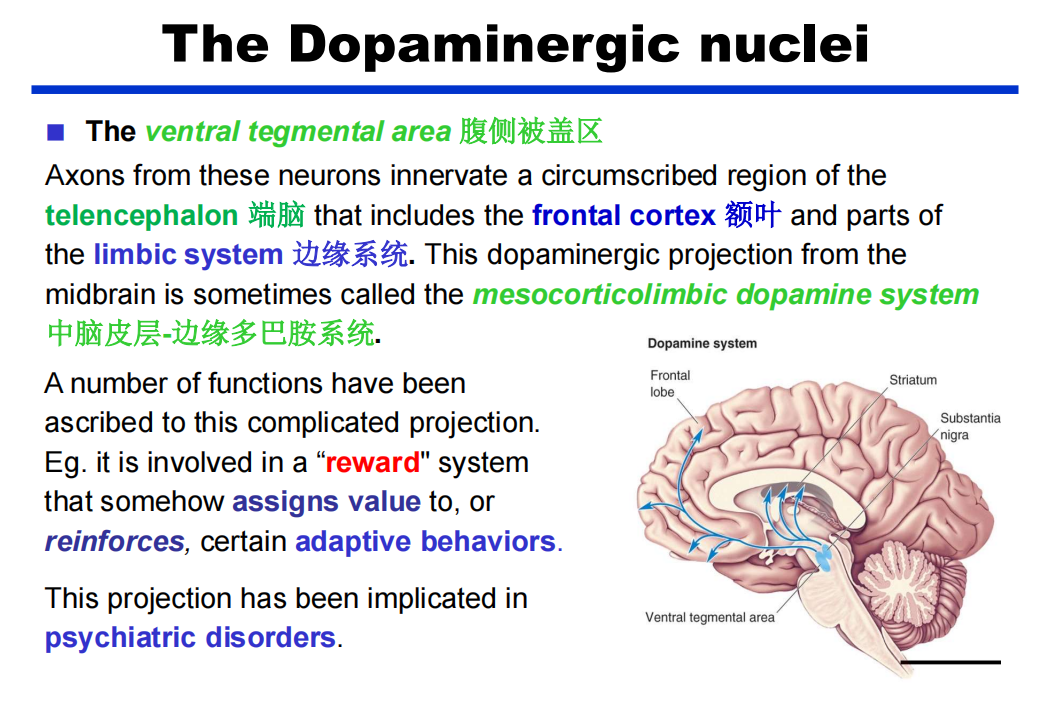 The Dopaminergic nuclei
The ventral tegmental area 腹侧被盖区
Axons from these neurons innervate a circumscribed region of the
telencephalon 端脑 that includes the frontal cortex 额叶 and parts of
the limbic system 边缘系统. This dopaminergic projection from the
midbrain is sometimes called the mesocorticolimbic dopamine system
中脑皮层-边缘多巴胺系统.
A number of functions have been
ascribed to this complicated projection.
Eg. it is involved in a “reward" system
that somehow assigns value to, or
reinforces, certain adaptive behaviors.
This projection has been implicated in
psychiatric disorders.
Dopamine system
Frontal
lobe
Striatum
Substantia
nigra
Ventral tegmental area